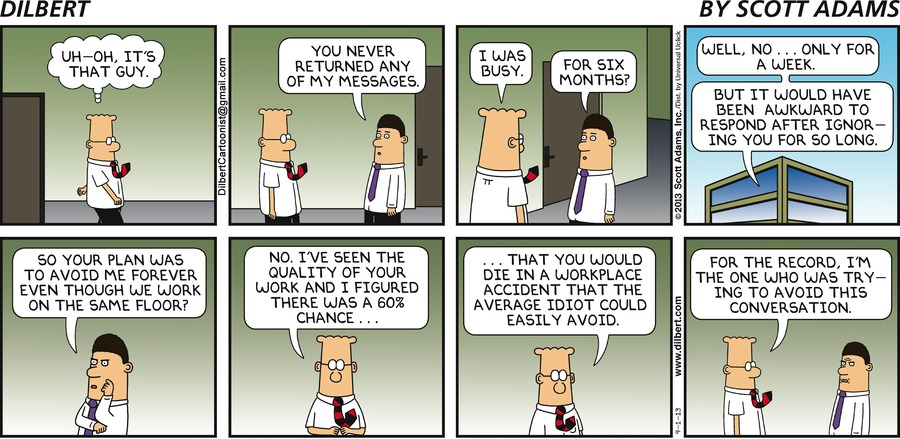 DILBERT
BY SCOTT ADAMS
UH-OH, IT'S
THAT GUY.
DilbertCartoonist@gmail.com
YOU NEVER
RETURNED ANY
OF MY MESSAGES.
I WAS
BUSY.
FOR SIX
MONTHS?
©2013 Scott Adams, Inc. /Dist. by Universal Uclick
WELL, NO ... ONLY FOR
A WEEK.
BUT IT WOULD HAVE
BEEN AWKWARD TO
RESPOND AFTER IGNOR-
ING YOU FOR SO LONG.
SO YOUR PLAN WAS
TO AVOID ME FOREVER
EVEN THOUGH WE WORK
ON THE SAME FLOOR?
NO. I'VE SEEN THE
QUALITY OF YOUR
WORK AND I FIGURED
THERE WAS A 60%
CHANCE ...
... THAT YOU WOULD
DIE IN A WORKPLACE
ACCIDENT THAT THE
AVERAGE IDIOT COULD
EASILY AVOID.
9-1-13
www.dilbert.com
FOR THE RECORD, I'M
THE ONE WHO WAS TRY-
ING TO AVOID THIS
CONVERSATION.